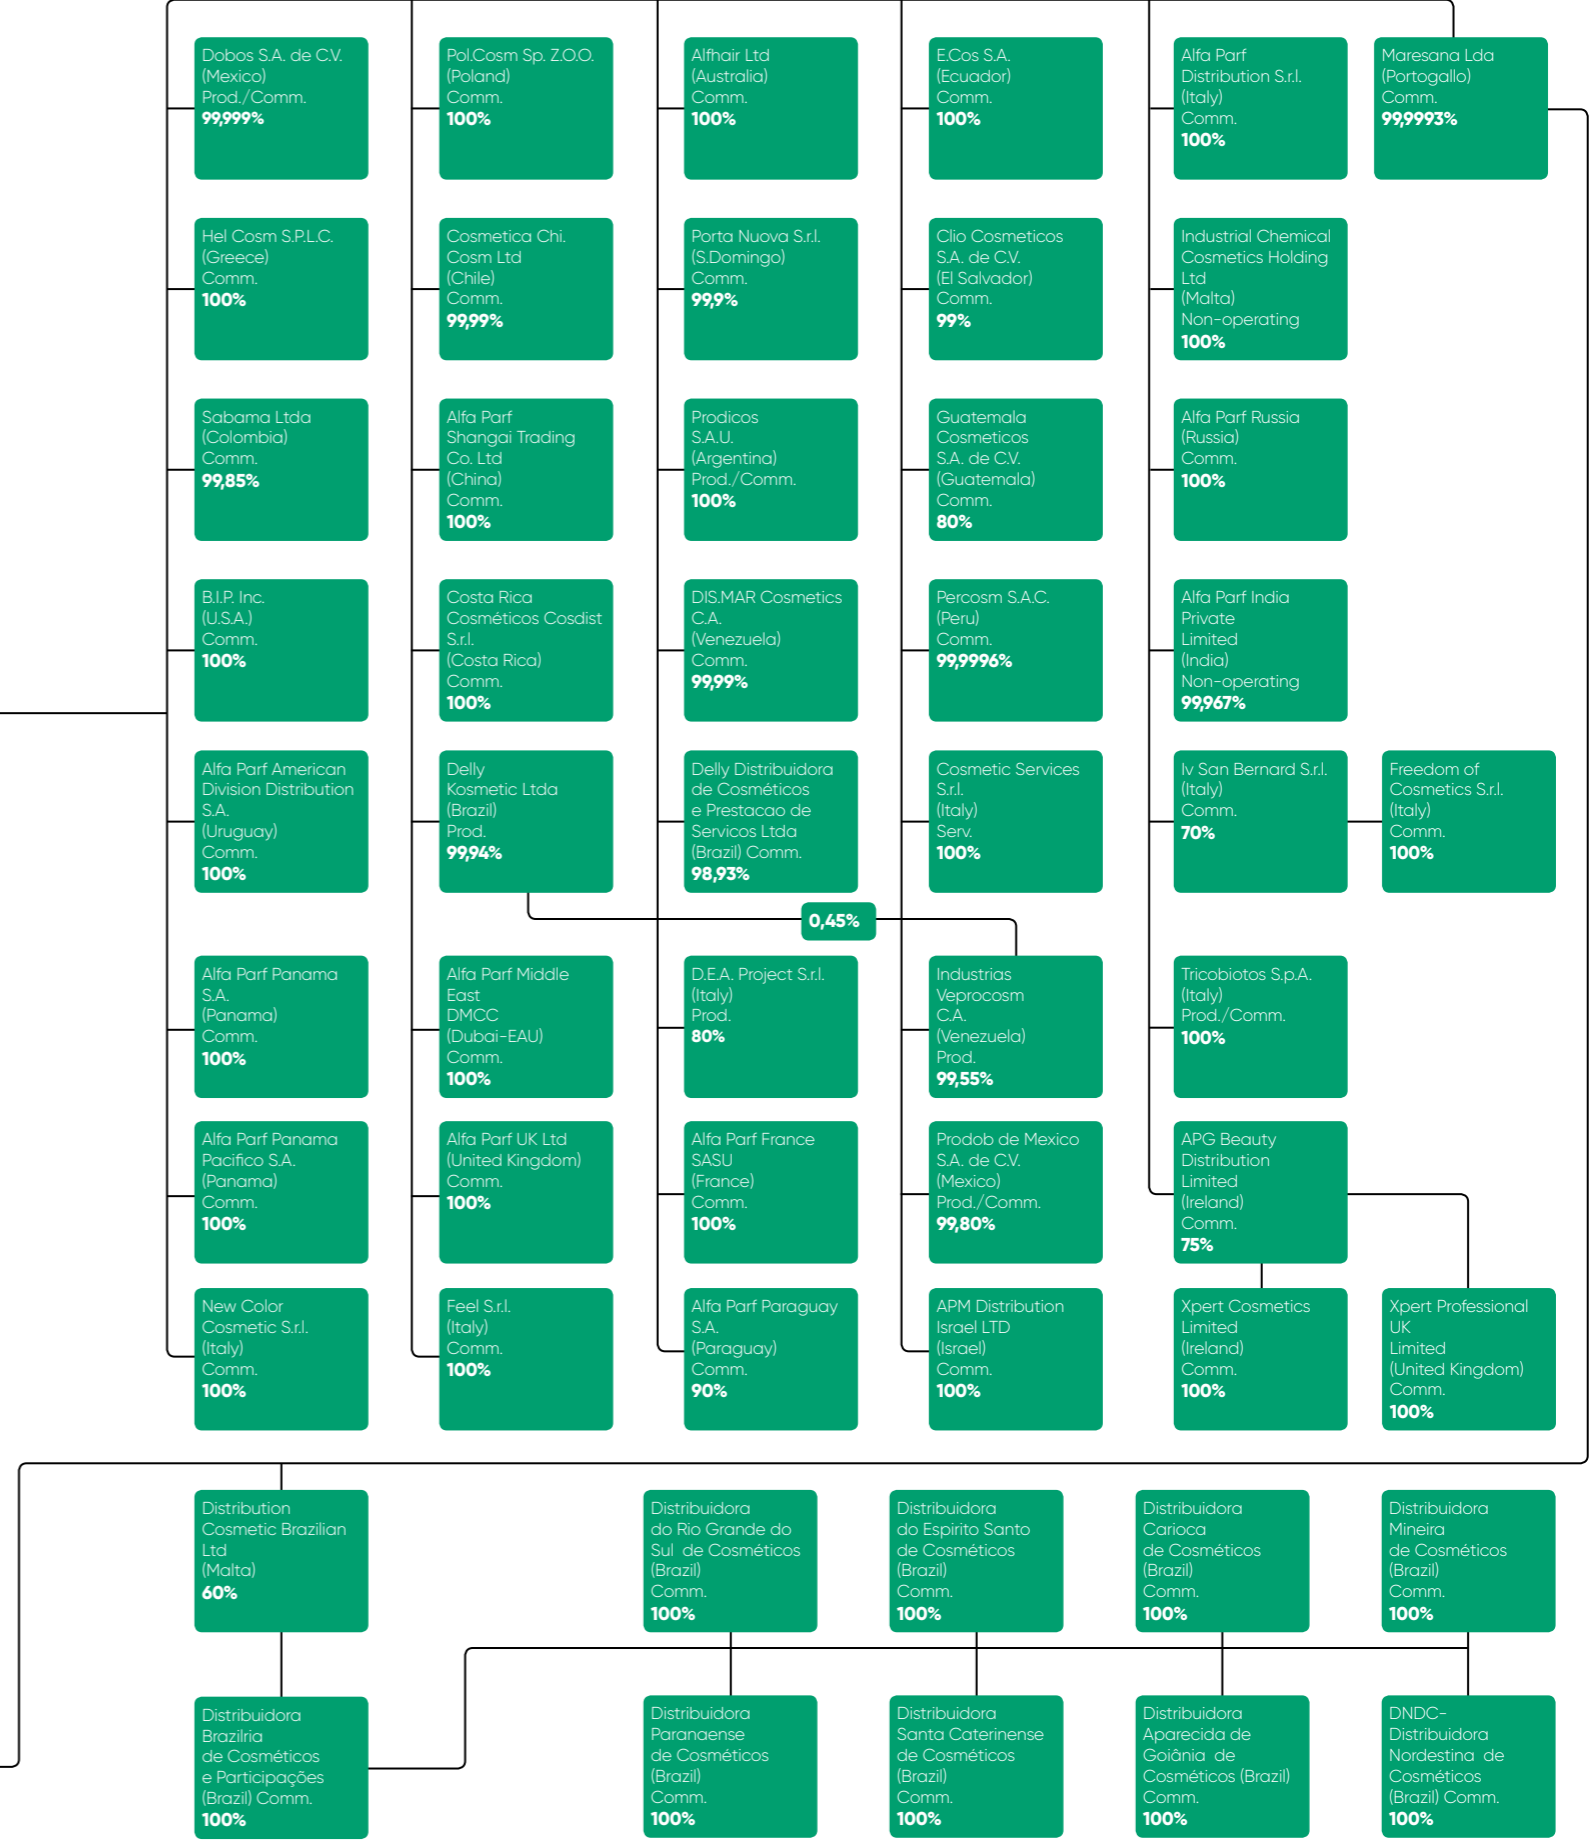 Dobos S.A. de C.V.
(Mexico)
Prod./Comm.
99,999%
Pol.Cosm Sp. Z.O.O.
(Poland)
Comm.
100%
Alfhair Ltd
(Australia)
Comm.
100%
E.Cos S.A.
(Ecuador)
Comm.
100%
Alfa Parf
Distribution S.r.l.
(Italy)
Comm.
100%
Maresana Lda
(Portogallo)
Comm.
99,9993%
Hel Cosm S.P.L.C.
(Greece)
Comm.
100%
Cosmetica Chi.
Cosm Ltd
(Chile)
Comm.
99,99%
Porta Nuova S.r.l.
(S.Domingo)
Comm.
99,9%
Clio Cosmeticos
S.A. de C.V.
(El Salvador)
Comm.
99%
Industrial Chemical
Cosmetics Holding
Ltd
(Malta)
Non-operating
100%
Sabama Ltda
(Colombia)
Comm.
99,85%
Alfa Parf
Shangai Trading
Co. Ltd
(China)
Comm.
100%
Prodicos
S.A.U.
(Argentina)
Prod./Comm.
100%
Guatemala
Cosmeticos
S.A. de C.V.
(Guatemala)
Comm.
80%
Alfa Parf Russia
(Russia)
Comm.
100%
B.I.P. Inc.
(U.S.A.)
Comm.
100%
Costa Rica
Cosméticos Cosdist
S.r.l.
(Costa Rica)
Comm.
100%
DIS.MAR Cosmetics
C.A.
(Venezuela)
Comm.
99,99%
Percosm S.A.C.
(Peru)
Comm.
99,9996%
Alfa Parf India
Private
Limited
(India)
Non-operating
99,967%
Alfa Parf American
Division Distribution
S.A.
(Uruguay)
Comm.
100%
Delly
Kosmetic Ltda
(Brazil)
Prod.
99,94%
Delly Distribuidora
de Cosméticos
e Prestacao de
Servicos Ltda
(Brazil) Comm.
98,93%
Cosmetic Services
S.r.l.
(Italy)
Serv.
100%
Iv San Bernard S.r.l.
(Italy)
Comm.
70%
Freedom of
Cosmetics S.r.l.
(Italy)
Comm.
100%
0,45%
Alfa Parf Panama
S.A.
(Panama)
Comm.
100%
Alfa Parf Middle
East
DMCC
(Dubai-EAU)
Comm.
100%
D.E.A. Project S.r.l.
(Italy)
Prod.
80%
Industrias
Veprocosm
C.A.
(Venezuela)
Prod.
99,55%
Tricobiotos S.p.A.
(Italy)
Prod./Comm.
100%
Alfa Parf Panama
Pacifico S.A.
(Panama)
Comm.
100%
Alfa Parf UK Ltd
(United Kingdom)
Comm.
100%
Alfa Parf France
SASU
(France)
Comm.
100%
Prodob de Mexico
S.A. de C.V.
(Mexico)
Prod./Comm.
99,80%
APG Beauty
Distribution
Limited
(Ireland)
Comm.
75%
New Color
Cosmetic S.r.l.
(Italy)
Comm.
100%
Feel S.r.l.
(Italy)
Comm.
100%
Alfa Parf Paraguay
S.A.
(Paraguay)
Comm.
90%
APM Distribution
Israel LTD
(Israel)
Comm.
100%
Xpert Cosmetics
Limited
(Ireland)
Comm.
100%
Xpert Professional
UK
Limited
(United Kingdom)
Comm.
100%
Distribution
Cosmetic Brazilian
Ltd
(Malta)
60%
Distribuidora
do Rio Grande do
Sul de Cosméticos
(Brazil)
Comm.
100%
Distribuidora
do Espirito Santo
de Cosméticos
(Brazil)
Comm.
100%
Distribuidora
Carioca
de Cosméticos
(Brazil)
Comm.
100%
Distribuidora
Mineira
de Cosméticos
(Brazil)
Comm.
100%
Distribuidora
Brazilria
de Cosméticos
e Participações
(Brazil) Comm.
100%
Distribuidora
Paranaense
de Cosméticos
(Brazil)
Comm.
100%
Distribuidora
Santa Caterinense
de Cosméticos
(Brazil)
Comm.
100%
Distribuidora
Aparecida de
Goiânia de
Cosméticos (Brazil)
Comm.
100%
DNDC-
Distribuidora
Nordestina de
Cosméticos
(Brazil) Comm.
100%